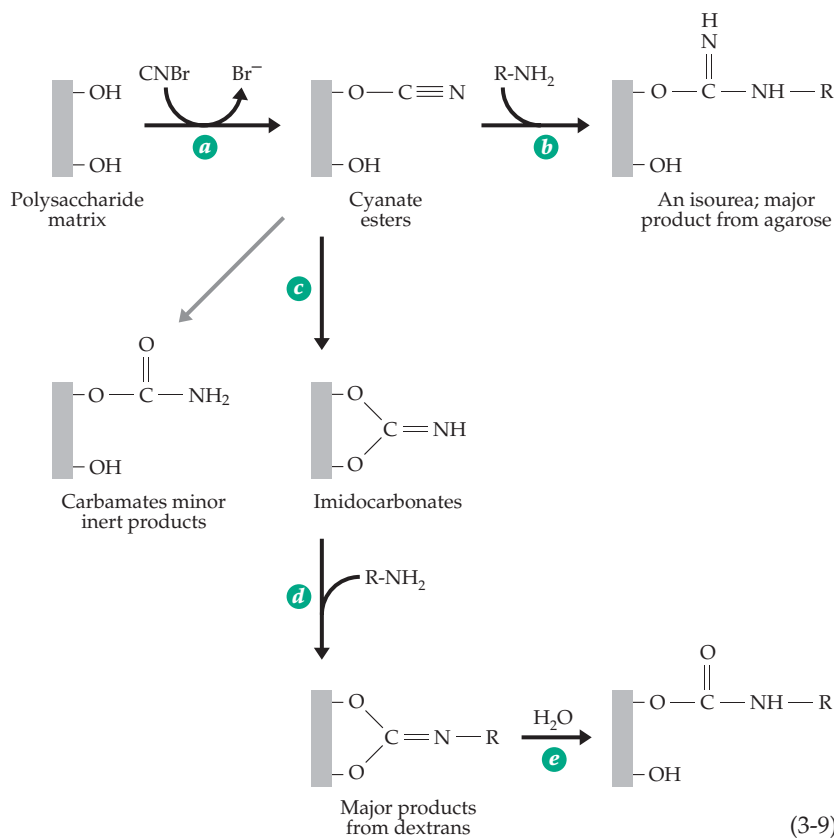 CNBr Br⁻
OH
OH
a
Polysaccharide
matrix
O — C ≡ N
OH
Cyanate
esters
R-NH₂
b
H
N
O — C — NH — R
OH
An isourea; major
product from agarose
c
O
O — C — NH₂
OH
Carbamates minor
inert products
O
C = NH
O
Imidocarbonates
d
R-NH₂
O
C = N — R
O
Major products
from dextrans
H₂O
e
O
O — C — NH — R
OH
(3-9)